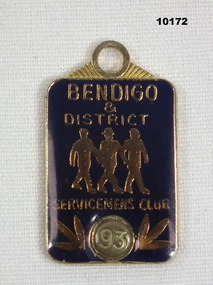 10172
BENDIGO
&
DISTRICT
SERVICEMENS CLUB
93